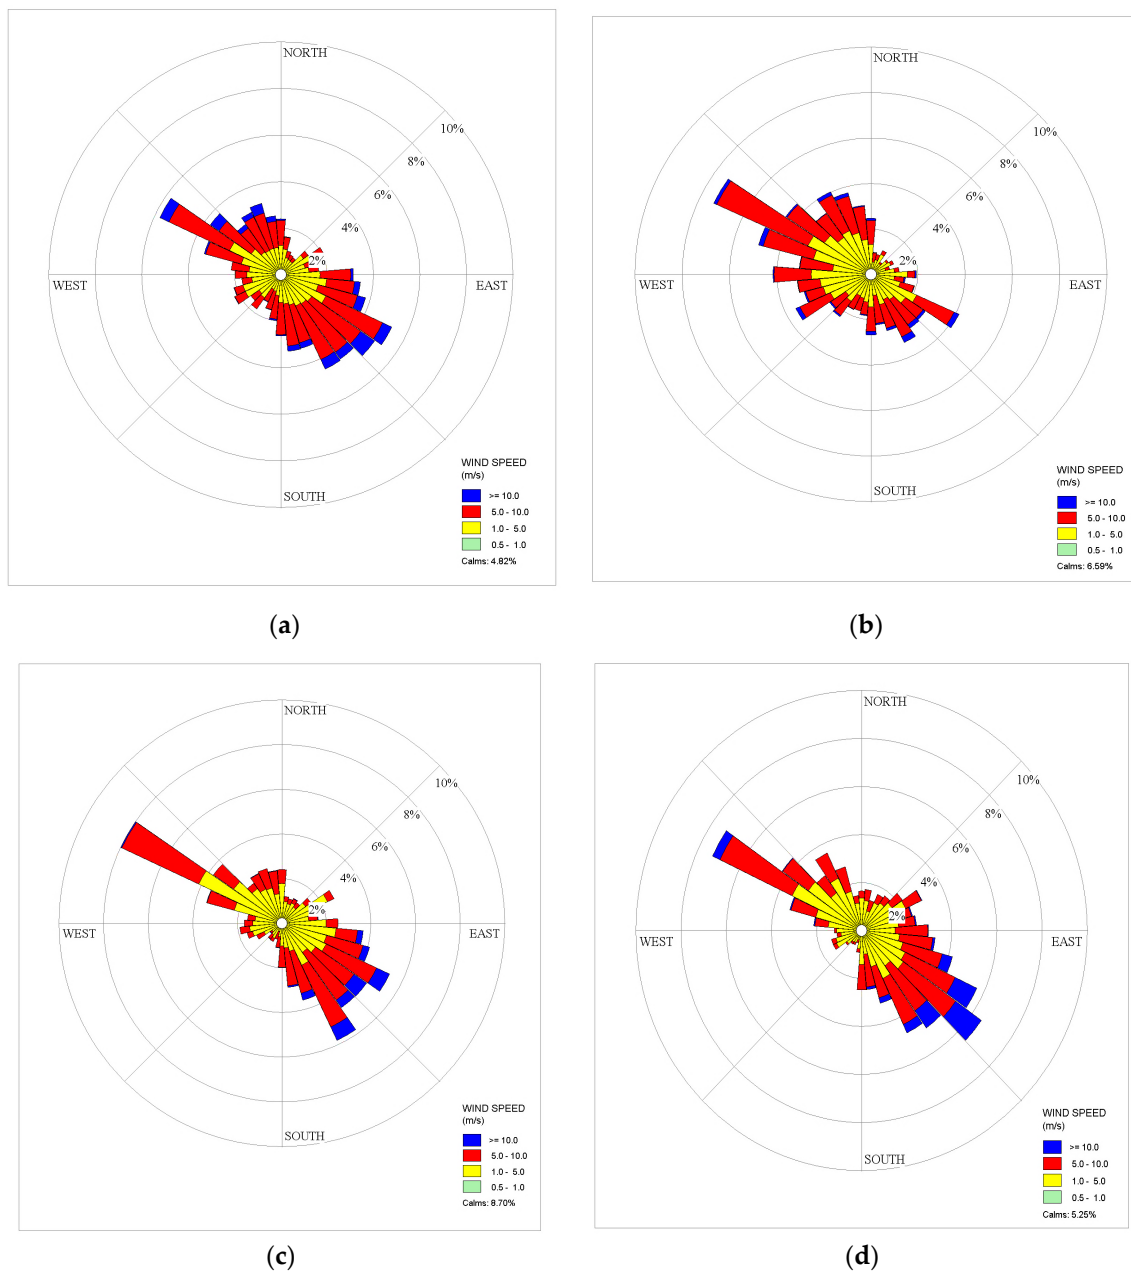 NORTH
10%
8%
6%
4%
2%
WEST
EAST
SOUTH
WIND SPEED
(m/s)
>= 10.0
5.0 - 10.0
1.0 - 5.0
0.5 - 1.0
Calms: 4.82%
(a)
NORTH
10%
8%
6%
4%
2%
WEST
EAST
SOUTH
WIND SPEED
(m/s)
>= 10.0
5.0 - 10.0
1.0 - 5.0
0.5 - 1.0
Calms: 6.59%
(b)
NORTH
10%
8%
6%
4%
2%
WEST
EAST
SOUTH
WIND SPEED
(m/s)
>= 10.0
5.0 - 10.0
1.0 - 5.0
0.5 - 1.0
Calms: 8.70%
(c)
NORTH
10%
8%
6%
4%
2%
WEST
EAST
SOUTH
WIND SPEED
(m/s)
>= 10.0
5.0 - 10.0
1.0 - 5.0
0.5 - 1.0
Calms: 5.25%
(d)